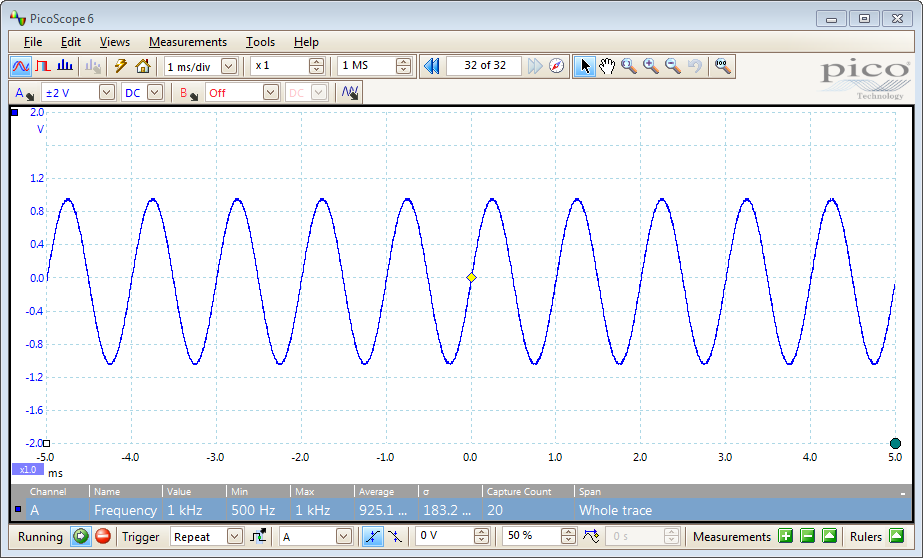 PicoScope 6
File Edit Views Measurements Tools Help
1 ms/div x 1 1 MS 32 of 32
pico
Technology
A ±2 V DC B Off DC
2.0
V
1.2
0.8
0.4
0.0
-0.4
-0.8
-1.2
-1.6
-2.0
-5.0 -4.0 -3.0 -2.0 -1.0 0.0 1.0 2.0 3.0 4.0 5.0
x1.0 ms
Channel Name Value Min Max Average σ Capture Count Span
A Frequency 1 kHz 500 Hz 1 kHz 925.1 ... 183.2 ... 20 Whole trace
Running Trigger Repeat A 0 V 50 % 0 s Measurements Rulers